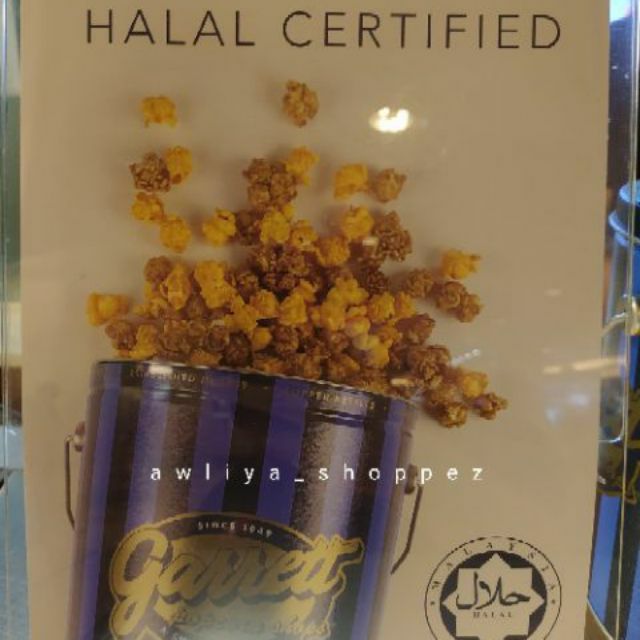 HALAL CERTIFIED
awliya_shoppez
SINCE 1949
Garrett
MALAYSIA
حلال
HALAL